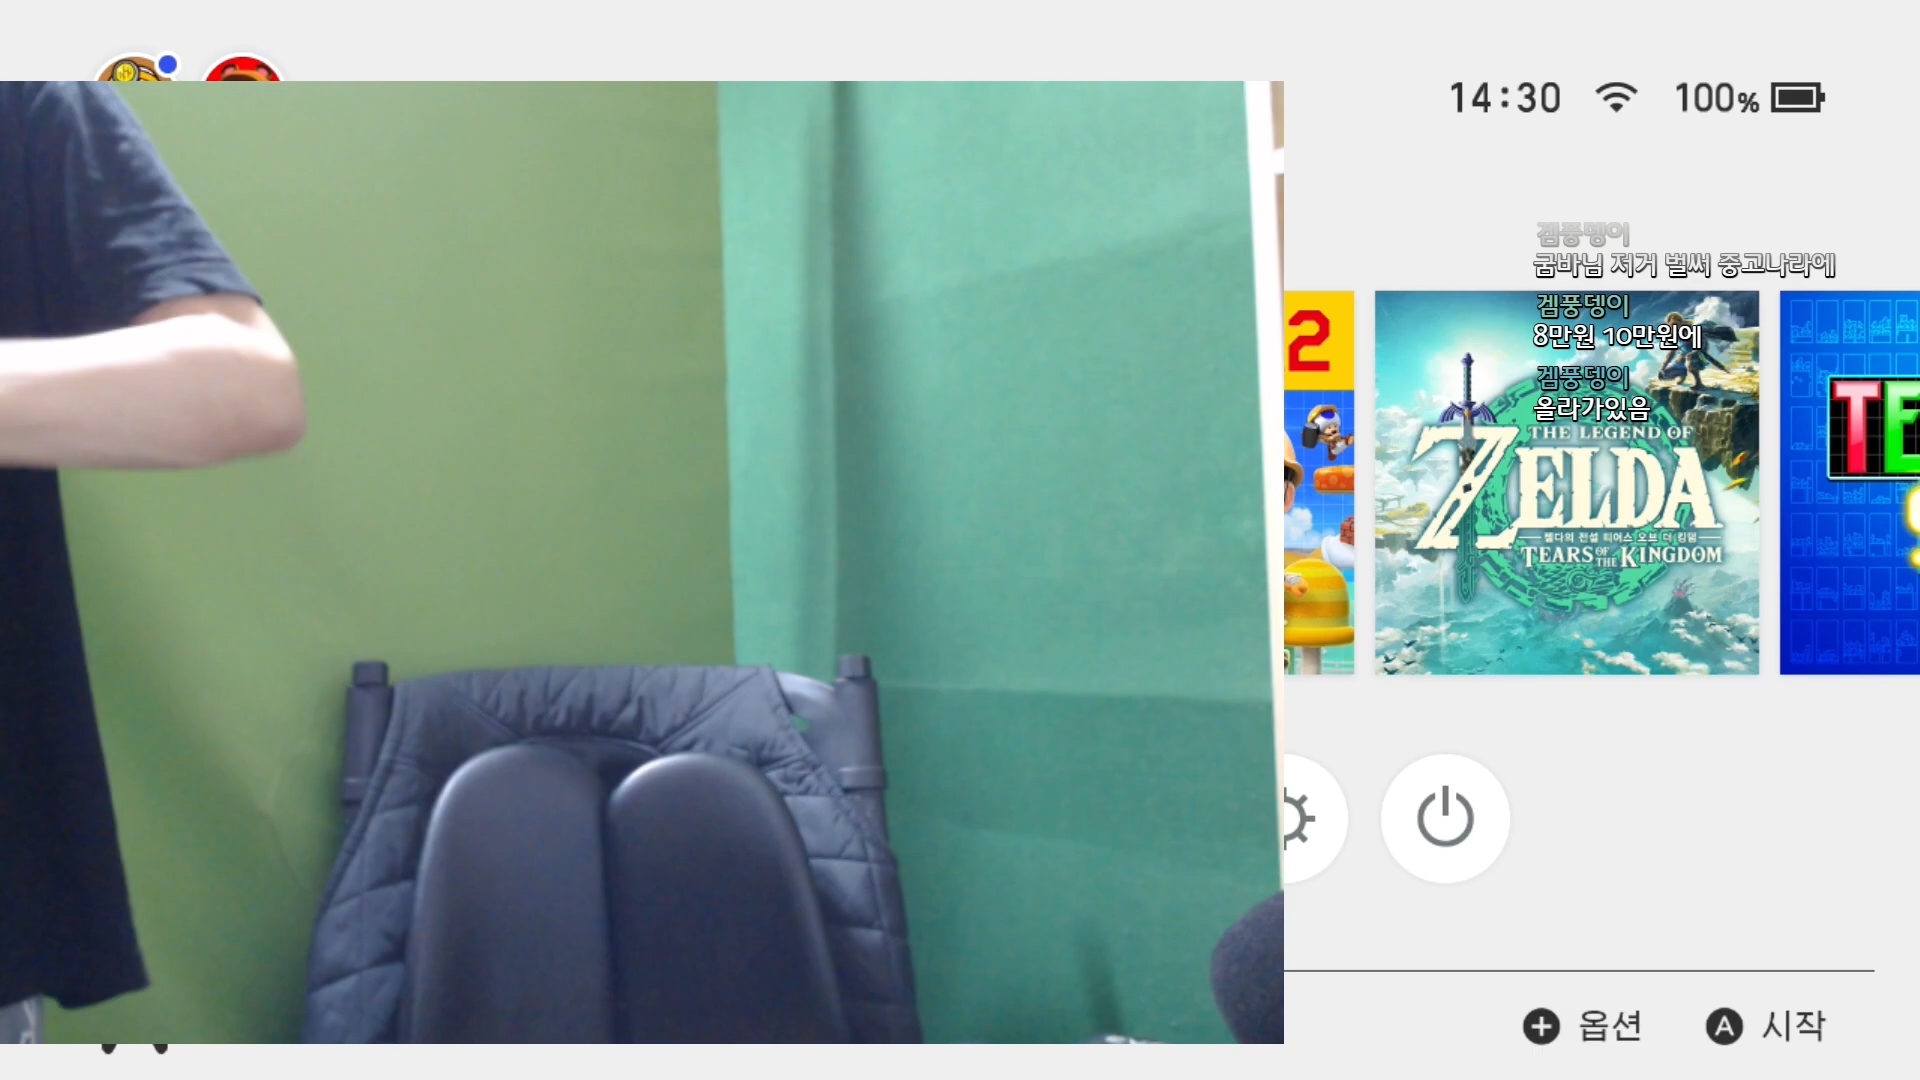 14:30 100%
겜풍뎅이
굼바님 저거 벌써 중고나라에
겜풍뎅이
8만원 10만원에
겜풍뎅이
올라가있음
2
THE LEGEND OF
ZELDA
젤다의 전설 티어스 오브 더 킹덤
TEARS OF THE KINGDOM
TE
옵션
A 시작